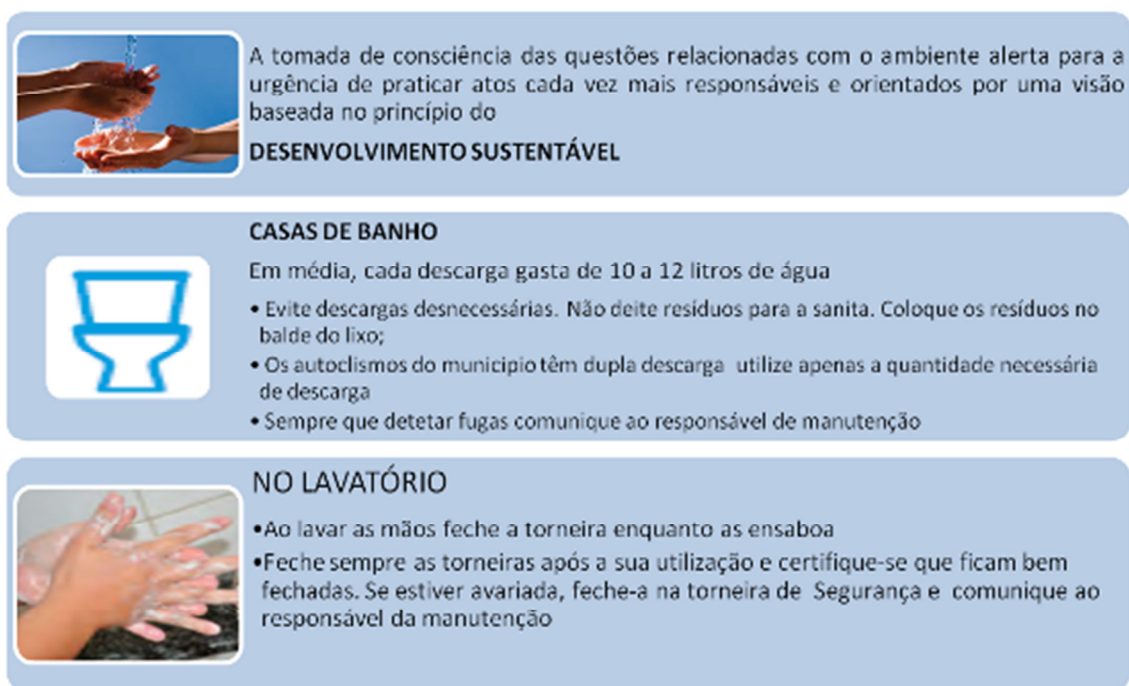 A tomada de consciência das questões relacionadas com o ambiente alerta para a
urgência de praticar atos cada vez mais responsáveis e orientados por uma visão
baseada no princípio do
DESENVOLVIMENTO SUSTENTÁVEL
CASAS DE BANHO
Em média, cada descarga gasta de 10 a 12 litros de água
• Evite descargas desnecessárias. Não deite resíduos para a sanita. Coloque os resíduos no
balde do lixo;
• Os autoclismos do municipio têm dupla descarga utilize apenas a quantidade necessária
de descarga
• Sempre que detetar fugas comunique ao responsável de manutenção
NO LAVATÓRIO
•Ao lavar as mãos feche a torneira enquanto as ensaboa
•Feche sempre as torneiras após a sua utilização e certifique-se que ficam bem
fechadas. Se estiver avariada, feche-a na torneira de Segurança e comunique ao
responsável da manutenção